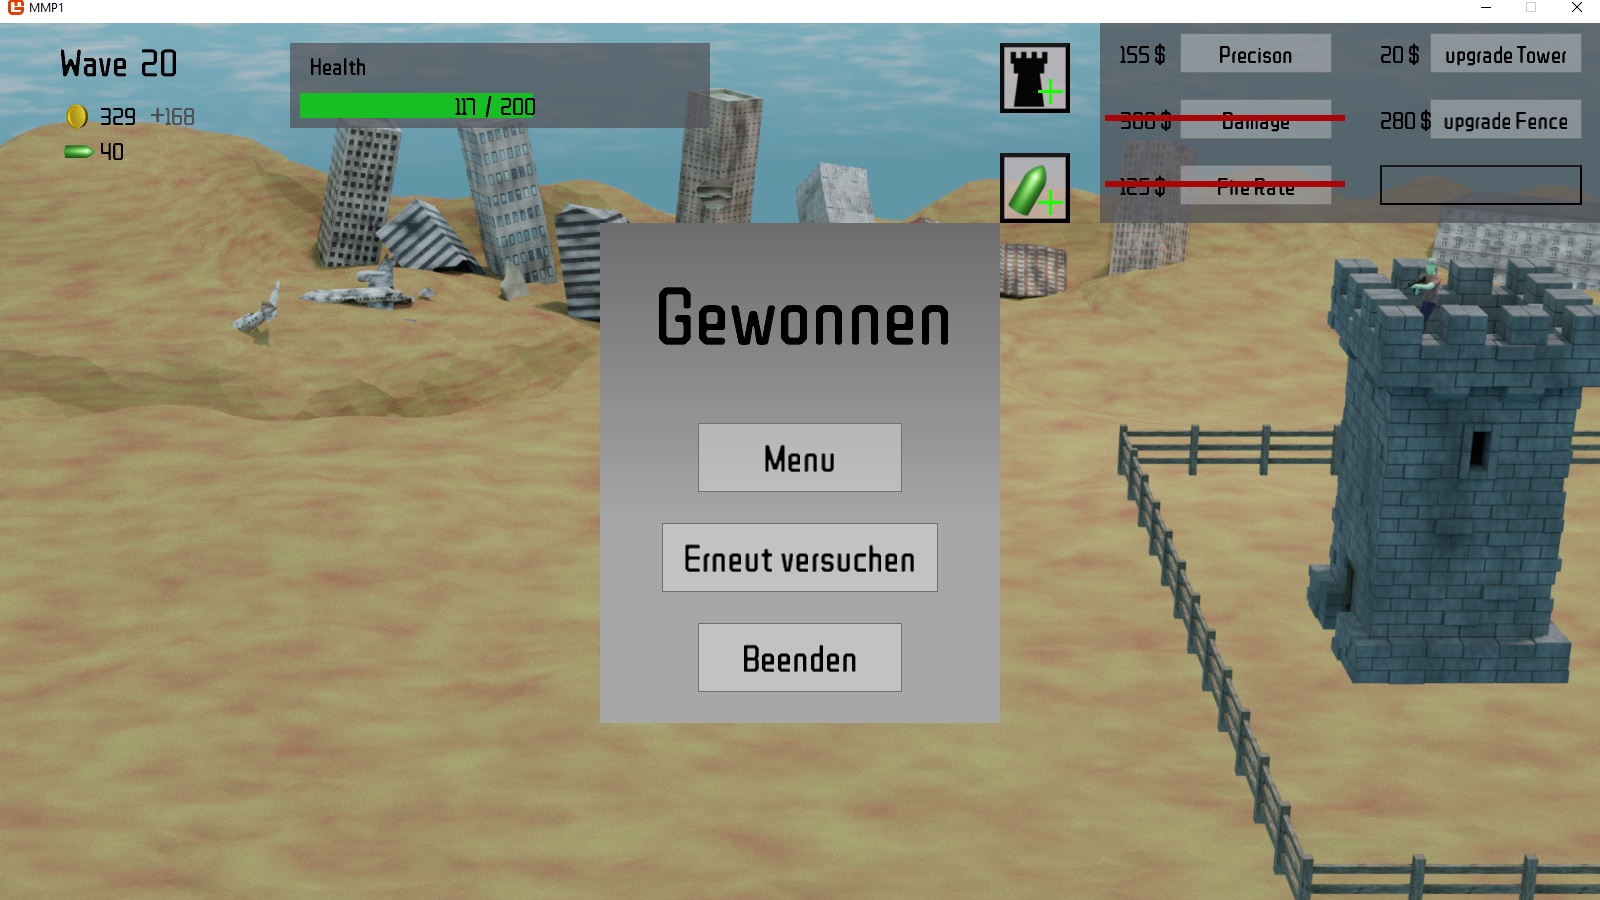 MMP1
Wave 20
329 +168
40
Health
117 / 200
155 $ Precison
300 $ Damage
125 $ Fire Rate
20 $ upgrade Tower
280 $ upgrade Fence
Gewonnen
Menu
Erneut versuchen
Beenden